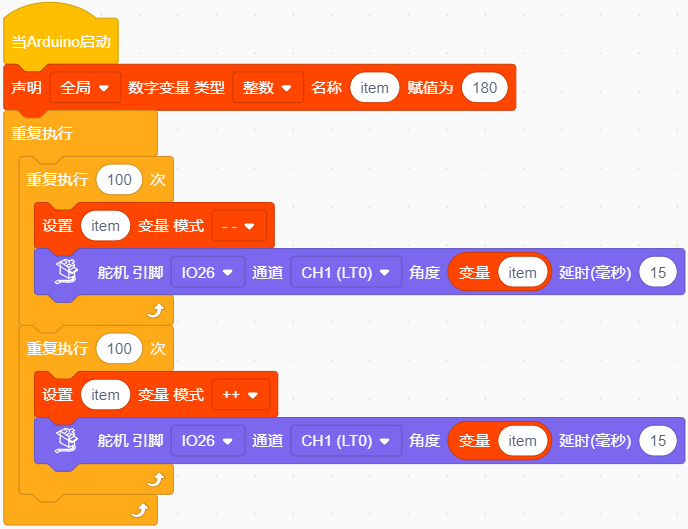 当Arduino启动
声明 全局 数字变量 类型 整数 名称 item 赋值为 180
重复执行
重复执行 100 次
设置 item 变量 模式 - -
舵机 引脚 IO26 通道 CH1 (LT0) 角度 变量 item 延时(毫秒) 15
重复执行 100 次
设置 item 变量 模式 ++
舵机 引脚 IO26 通道 CH1 (LT0) 角度 变量 item 延时(毫秒) 15